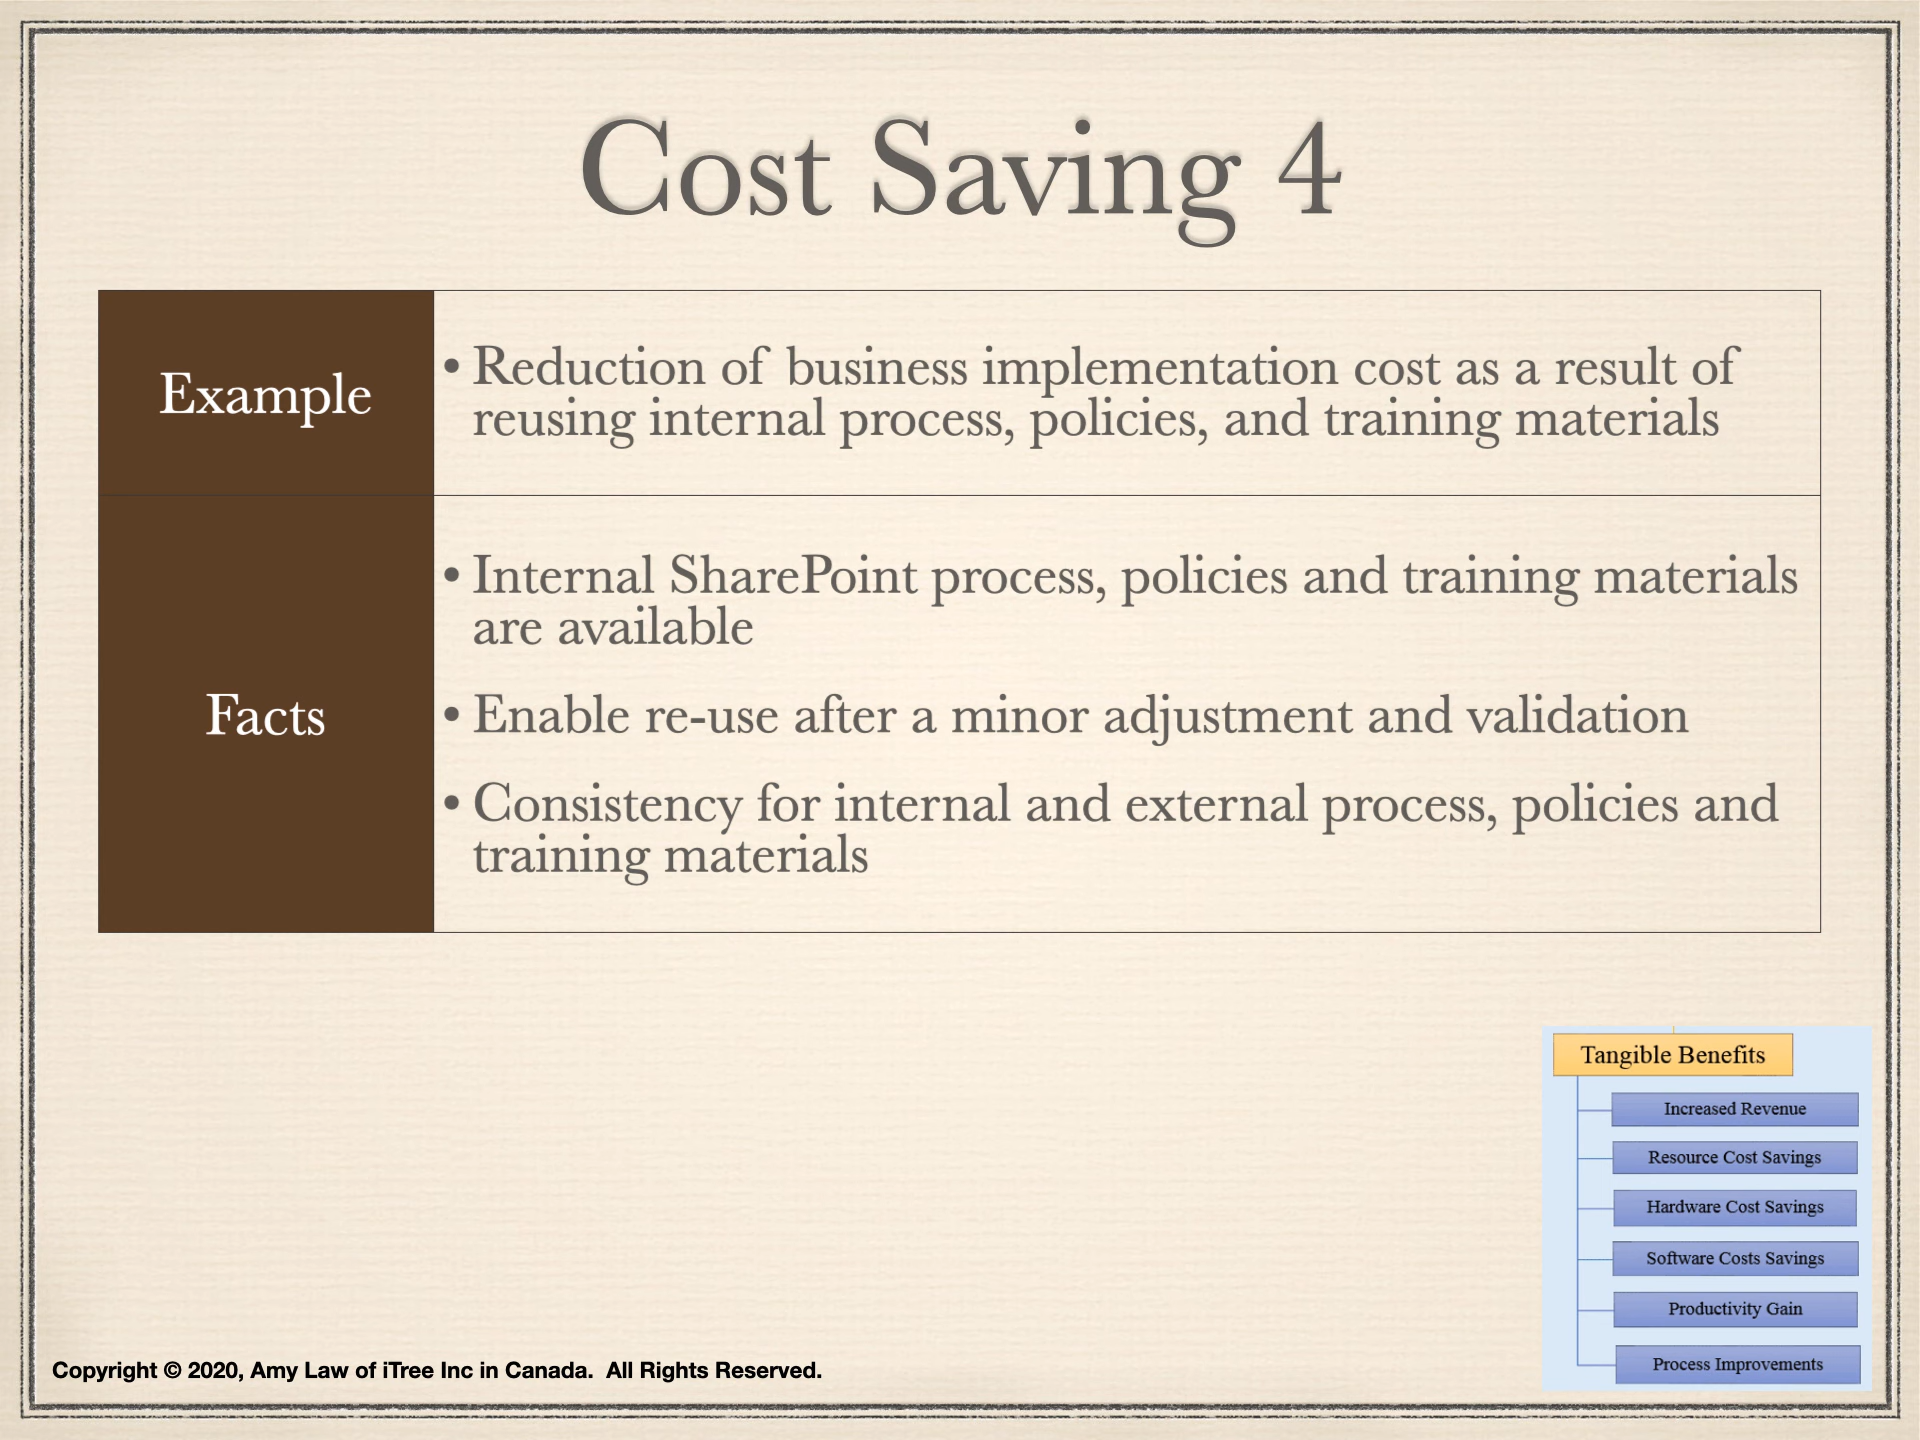 Cost Saving 4
Example
• Reduction of business implementation cost as a result of
reusing internal process, policies, and training materials
Facts
• Internal SharePoint process, policies and training materials
are available
• Enable re-use after a minor adjustment and validation
• Consistency for internal and external process, policies and
training materials
Tangible Benefits
Increased Revenue
Resource Cost Savings
Hardware Cost Savings
Software Costs Savings
Productivity Gain
Process Improvements
Copyright © 2020, Amy Law of iTree Inc in Canada.  All Rights Reserved.